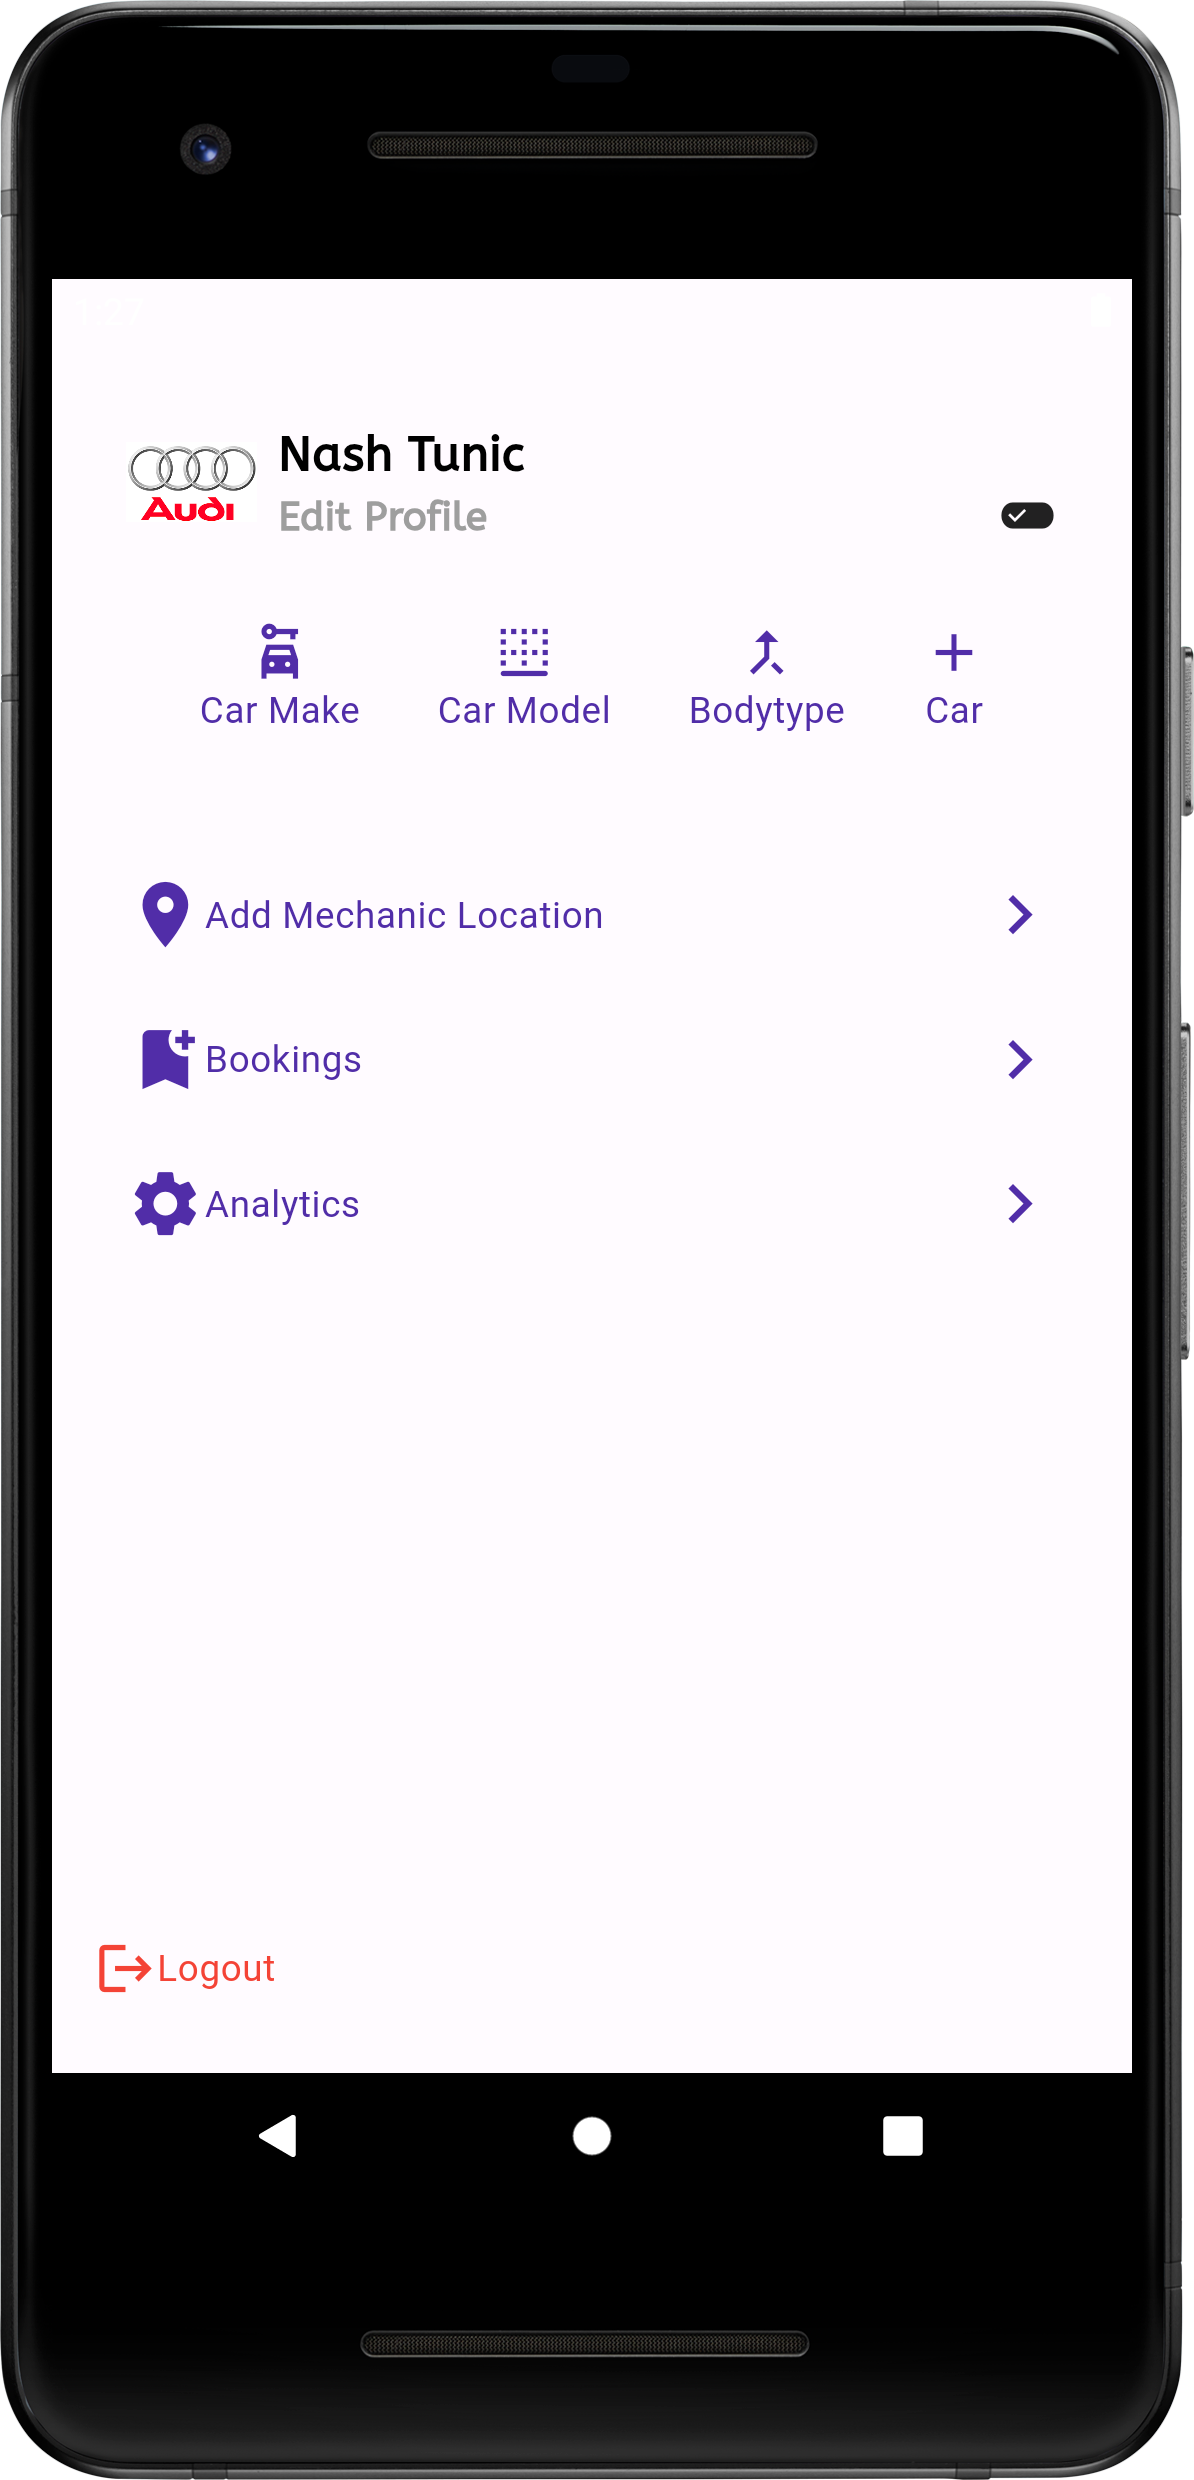 Nash Tunic
Audi
Edit Profile
Car Make Car Model Bodytype Car
Add Mechanic Location
Bookings
Analytics
Logout